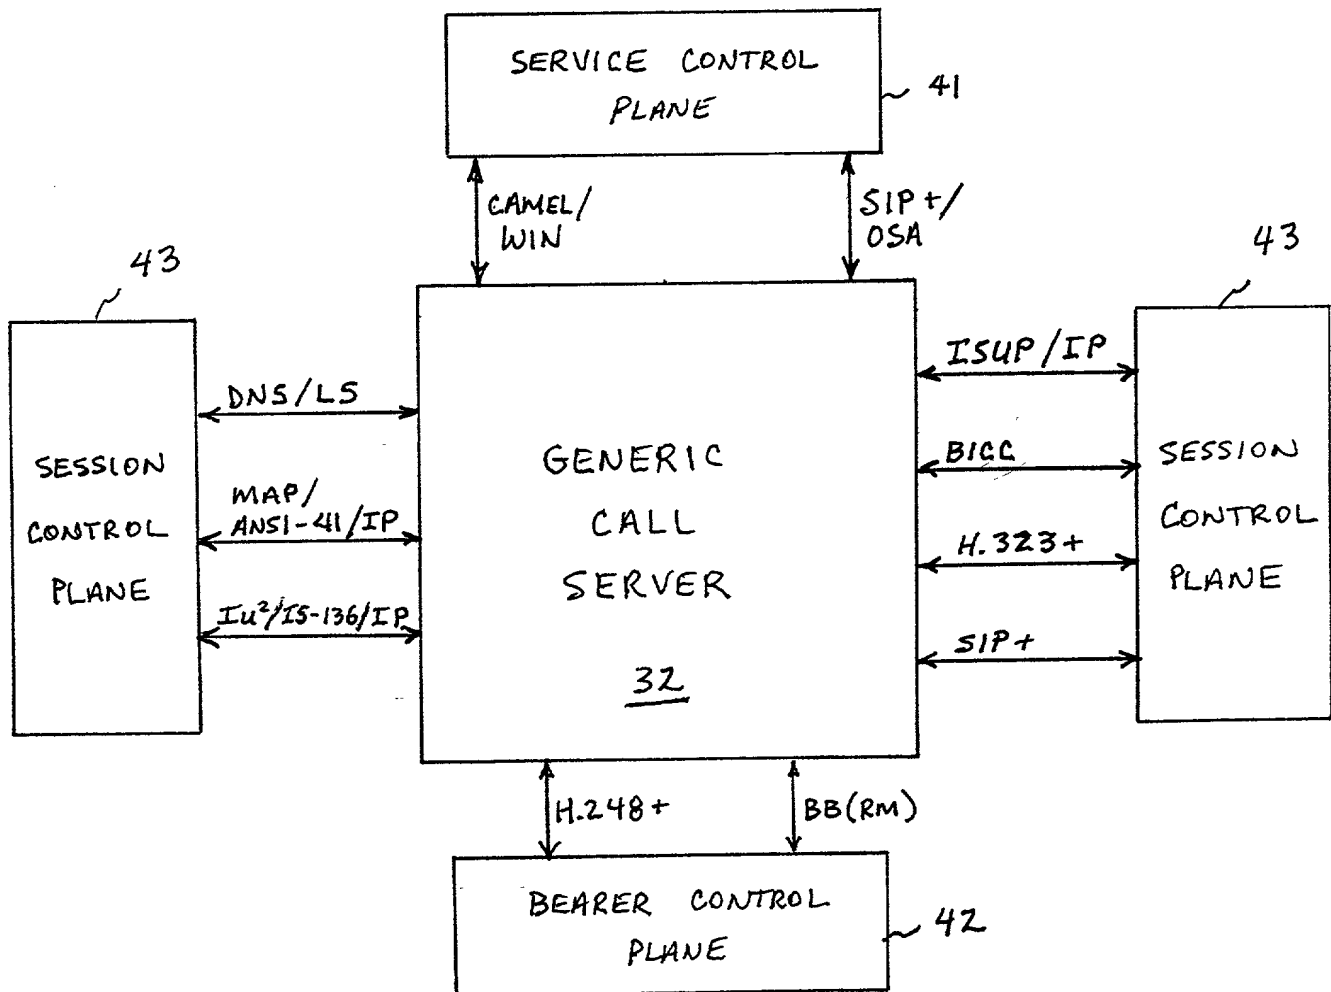 SERVICE CONTROL
PLANE
41
CAMEL/
WIN
SIP+/
OSA
43
43
SESSION
CONTROL
PLANE
DNS/LS
MAP/
ANSI-41/IP
Iu²/IS-136/IP
GENERIC
CALL
SERVER
32
ISUP/IP
BICC
H.323+
SIP+
SESSION
CONTROL
PLANE
H.248+
BB(RM)
BEARER CONTROL
PLANE
42